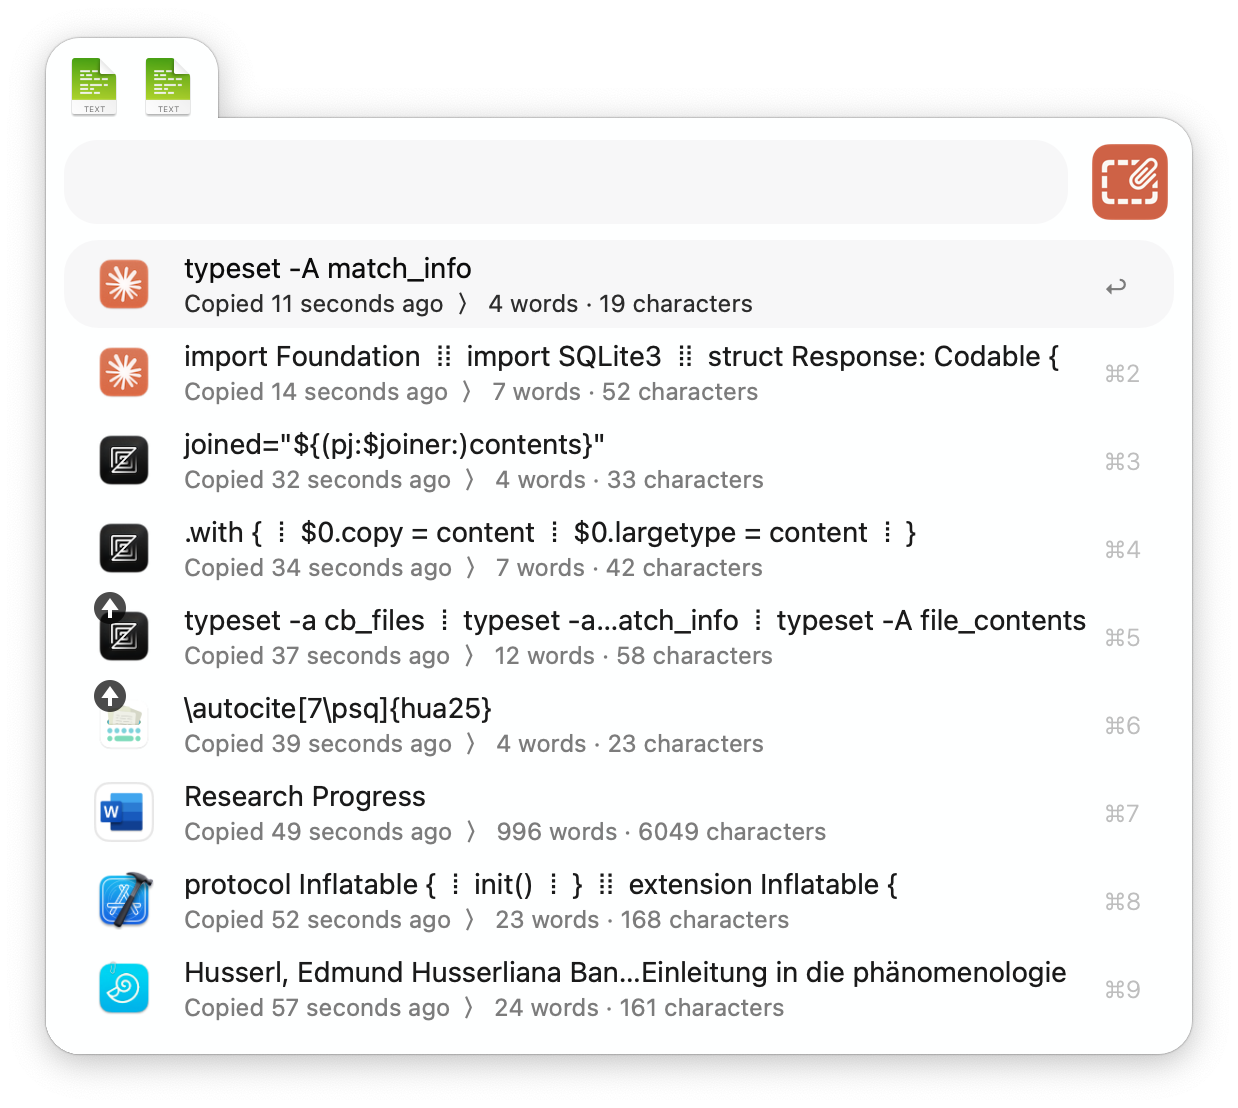 TEXT TEXT
typeset -A match_info
Copied 11 seconds ago 〉 4 words · 19 characters
↩
import Foundation ⁞⁞ import SQLite3 ⁞⁞ struct Response: Codable {
Copied 14 seconds ago 〉 7 words · 52 characters
⌘2
joined="${(pj:$joiner:)contents}"
Copied 32 seconds ago 〉 4 words · 33 characters
⌘3
.with { ⁞ $0.copy = content ⁞ $0.largetype = content ⁞ }
Copied 34 seconds ago 〉 7 words · 42 characters
⌘4
typeset -a cb_files ⁞ typeset -a...atch_info ⁞ typeset -A file_contents
Copied 37 seconds ago 〉 12 words · 58 characters
⌘5
\autocite[7\psq]{hua25}
Copied 39 seconds ago 〉 4 words · 23 characters
⌘6
W
Research Progress
Copied 49 seconds ago 〉 996 words · 6049 characters
⌘7
protocol Inflatable { ⁞ init() ⁞ } ⁞⁞ extension Inflatable {
Copied 52 seconds ago 〉 23 words · 168 characters
⌘8
Husserl, Edmund Husserliana Ban...Einleitung in die phänomenologie
Copied 57 seconds ago 〉 24 words · 161 characters
⌘9